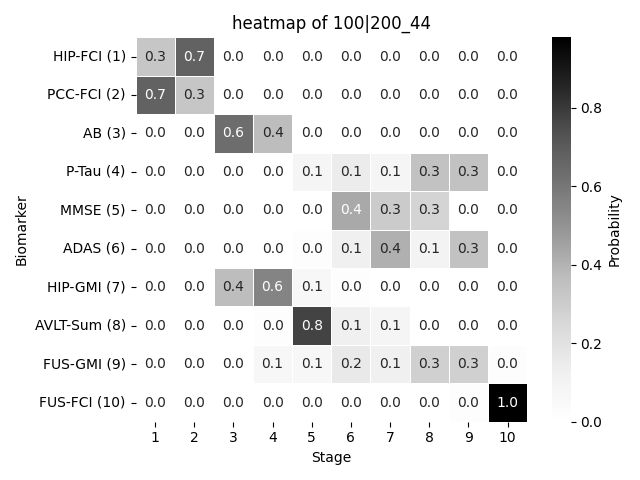 heatmap of 100|200_44
Biomarker
HIP-FCI (1) 0.3 0.7 0.0 0.0 0.0 0.0 0.0 0.0 0.0 0.0
PCC-FCI (2) 0.7 0.3 0.0 0.0 0.0 0.0 0.0 0.0 0.0 0.0
AB (3) 0.0 0.0 0.6 0.4 0.0 0.0 0.0 0.0 0.0 0.0
P-Tau (4) 0.0 0.0 0.0 0.0 0.1 0.1 0.1 0.3 0.3 0.0
MMSE (5) 0.0 0.0 0.0 0.0 0.0 0.4 0.3 0.3 0.0 0.0
ADAS (6) 0.0 0.0 0.0 0.0 0.0 0.1 0.4 0.1 0.3 0.0
HIP-GMI (7) 0.0 0.0 0.4 0.6 0.1 0.0 0.0 0.0 0.0 0.0
AVLT-Sum (8) 0.0 0.0 0.0 0.0 0.8 0.1 0.1 0.0 0.0 0.0
FUS-GMI (9) 0.0 0.0 0.0 0.1 0.1 0.2 0.1 0.3 0.3 0.0
FUS-FCI (10) 0.0 0.0 0.0 0.0 0.0 0.0 0.0 0.0 0.0 1.0
1 2 3 4 5 6 7 8 9 10
Stage
0.8
0.6
0.4
0.2
0.0
Probability